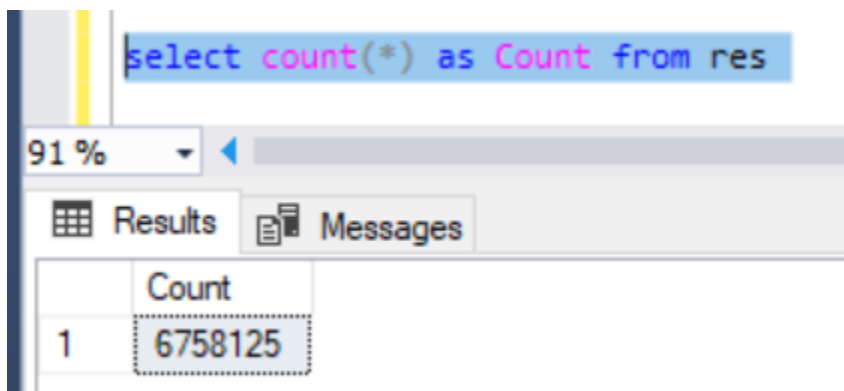 select count(*) as Count from res
91 %
Results Messages
Count
1 6758125